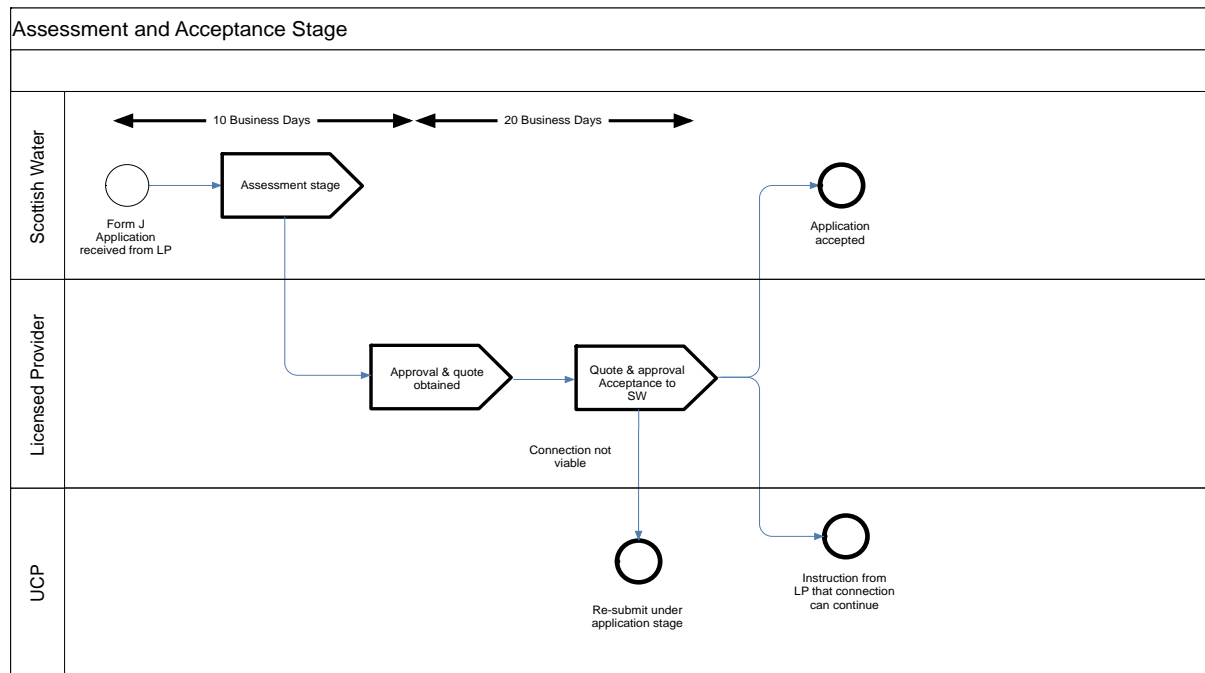 Assessment and Acceptance Stage
Scottish Water
10 Business Days
20 Business Days
Assessment stage
Form J
Application
received from LP
Application
accepted
Licensed Provider
Approval & quote
obtained
Quote & approval
Acceptance to
SW
Connection not
viable
UCP
Re-submit under
application stage
Instruction from
LP that connection
can continue